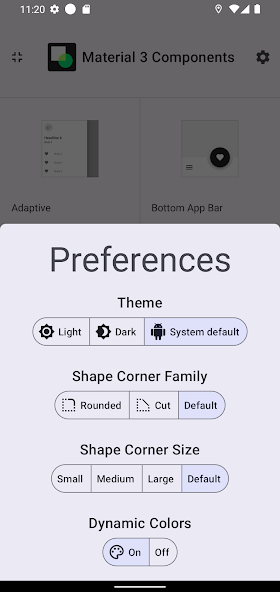 11:20
Material 3 Components
Adaptive
Bottom App Bar
Preferences
Theme
Light
Dark
System default
Shape Corner Family
Rounded
Cut
Default
Shape Corner Size
Small
Medium
Large
Default
Dynamic Colors
On
Off